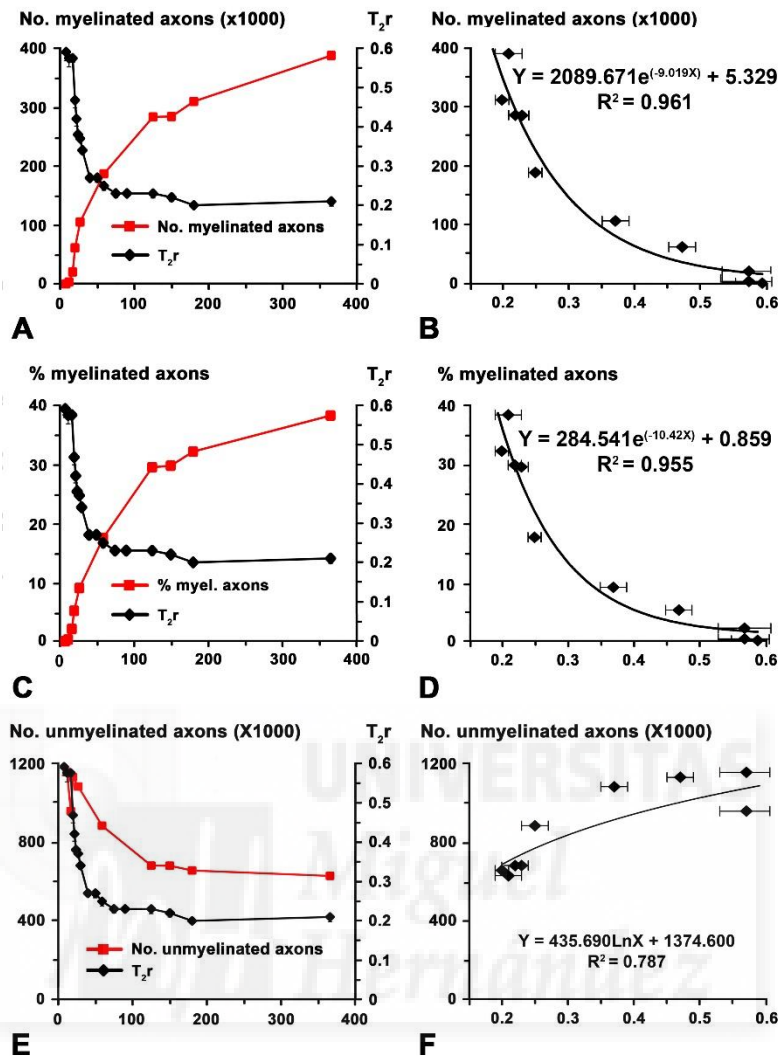 No. myelinated axons (x1000) T₂r
400 0.6
300 0.5
0.4
200 0.3
0.2
100 0.1
0 0
No. myelinated axons
T₂r
0 100 200 300 400
A
No. myelinated axons (x1000)
400
300
200
100
0
Y = 2089.671e(-9.019X) + 5.329
R² = 0.961
0.2 0.3 0.4 0.5 0.6
B
% myelinated axons T₂r
40 0.6
0.5
30 0.4
20 0.3
0.2
10 0.1
0 0
% myel. axons
T₂r
0 100 200 300 400
C
% myelinated axons
40
30
20
10
0
Y = 284.541e(-10.42X) + 0.859
R² = 0.955
0.2 0.3 0.4 0.5 0.6
D
No. unmyelinated axons (X1000) T₂r
1200 0.6
0.5
800 0.4
0.3
400 0.2
0.1
0 0
No. unmyelinated axons
T₂r
0 100 200 300 400
E
No. unmyelinated axons (X1000)
1200
800
400
0
Y = 435.690LnX + 1374.600
R² = 0.787
0.2 0.3 0.4 0.5 0.6
F
UNIVERSITAS
Miguel
Hernández